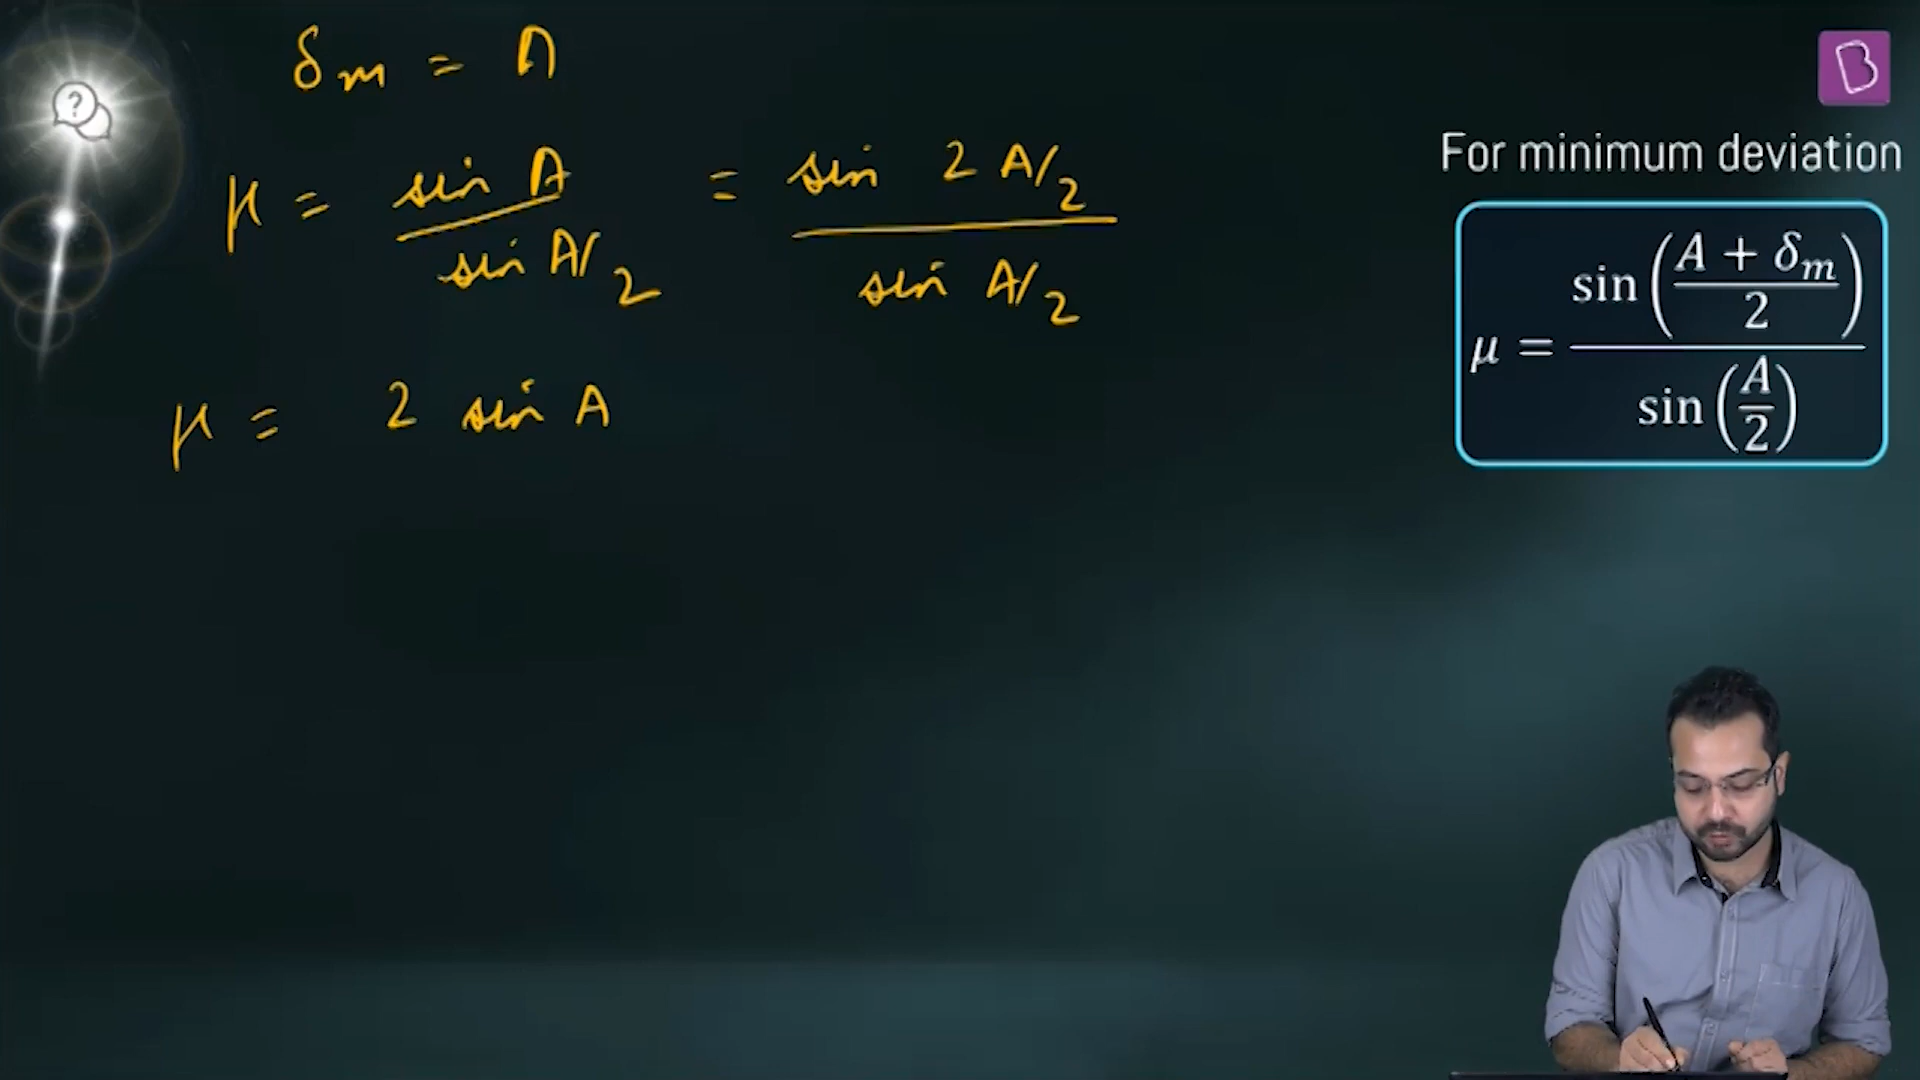 δm = A
μ = sin A / sin A/2 = sin 2 A/2 / sin A/2
μ = 2 sin A
?
B
For minimum deviation
μ = sin((A + δm)/2) / sin(A/2)